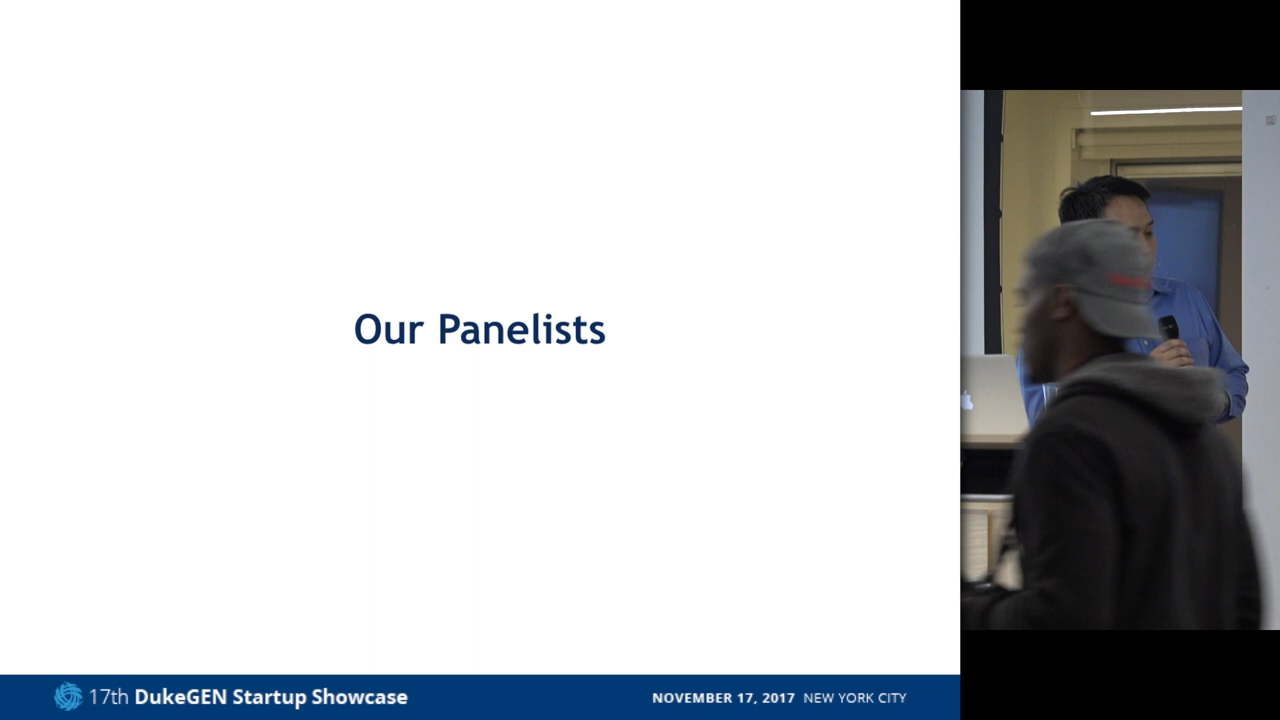 Our Panelists
17th DukeGEN Startup Showcase
NOVEMBER 17, 2017 NEW YORK CITY